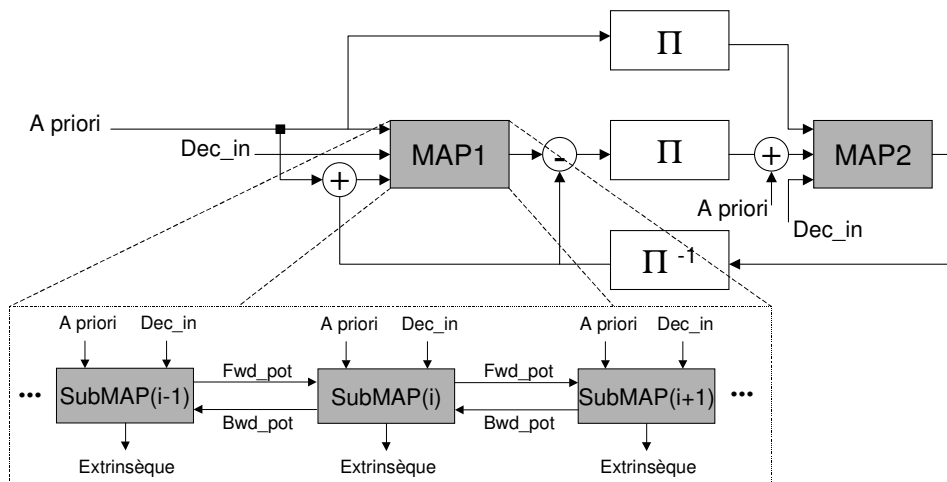 Π
A priori
Dec_in
MAP1
-
Π
+
MAP2
+
A priori
Dec_in
Π -1
A priori Dec_in A priori Dec_in A priori Dec_in
Fwd_pot Fwd_pot
... SubMAP(i-1) SubMAP(i) SubMAP(i+1) ...
Bwd_pot Bwd_pot
Extrinsèque Extrinsèque Extrinsèque